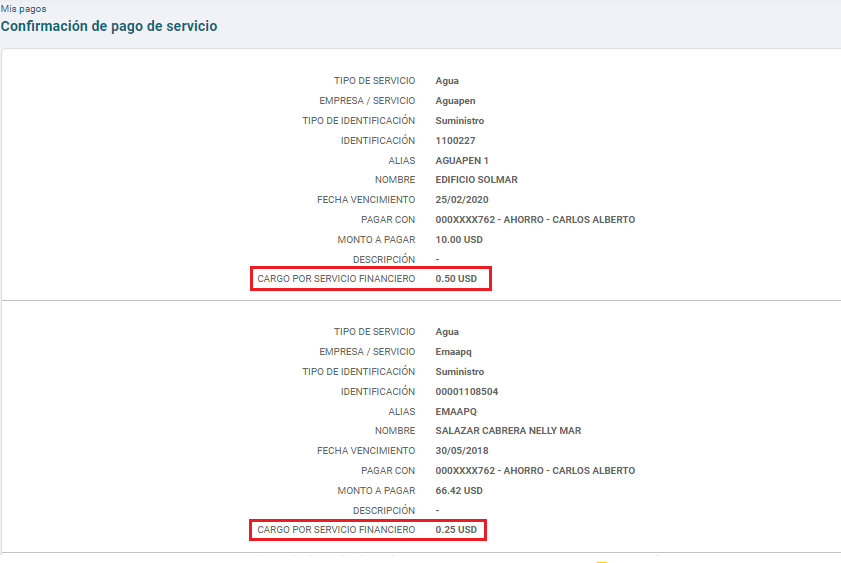 Mis pagos
Confirmación de pago de servicio
TIPO DE SERVICIO Agua
EMPRESA / SERVICIO Aguapen
TIPO DE IDENTIFICACIÓN Suministro
IDENTIFICACIÓN 1100227
ALIAS AGUAPEN 1
NOMBRE EDIFICIO SOLMAR
FECHA VENCIMIENTO 25/02/2020
PAGAR CON 000XXXX762 - AHORRO - CARLOS ALBERTO
MONTO A PAGAR 10.00 USD
DESCRIPCIÓN -
CARGO POR SERVICIO FINANCIERO 0.50 USD
TIPO DE SERVICIO Agua
EMPRESA / SERVICIO Emaapq
TIPO DE IDENTIFICACIÓN Suministro
IDENTIFICACIÓN 00001108504
ALIAS EMAAPQ
NOMBRE SALAZAR CABRERA NELLY MAR
FECHA VENCIMIENTO 30/05/2018
PAGAR CON 000XXXX762 - AHORRO - CARLOS ALBERTO
MONTO A PAGAR 66.42 USD
DESCRIPCIÓN -
CARGO POR SERVICIO FINANCIERO 0.25 USD